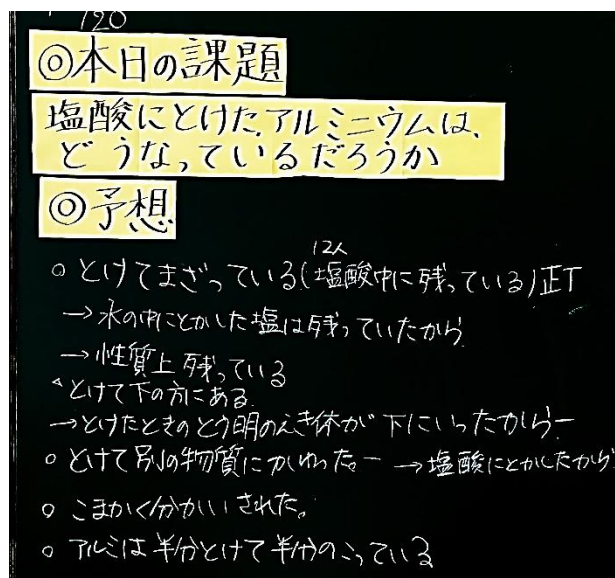 120
◎本日の課題
塩酸にとけた、アルミニウムは、
どうなっているだろうか
◎予想
12人
○とけてまざっている(塩酸中に残っている)正T
→水の中にとかした塩は残っていたから
→性質上残っている
とけて下の方にある
→とけたときのとう明のえき体が下にいったから一
○とけて別の物質にかわった。一 →塩酸にとかしたから
○こまかく分かいされた。
○アルミは半分とけて半分のこっている